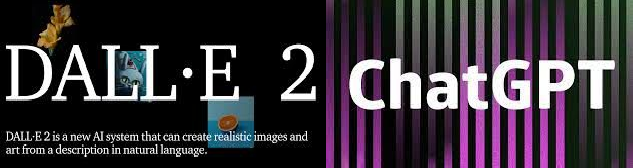 DALL·E 2
DALL·E 2 is a new AI system that can create realistic images and
art from a description in natural language.
ChatGPT